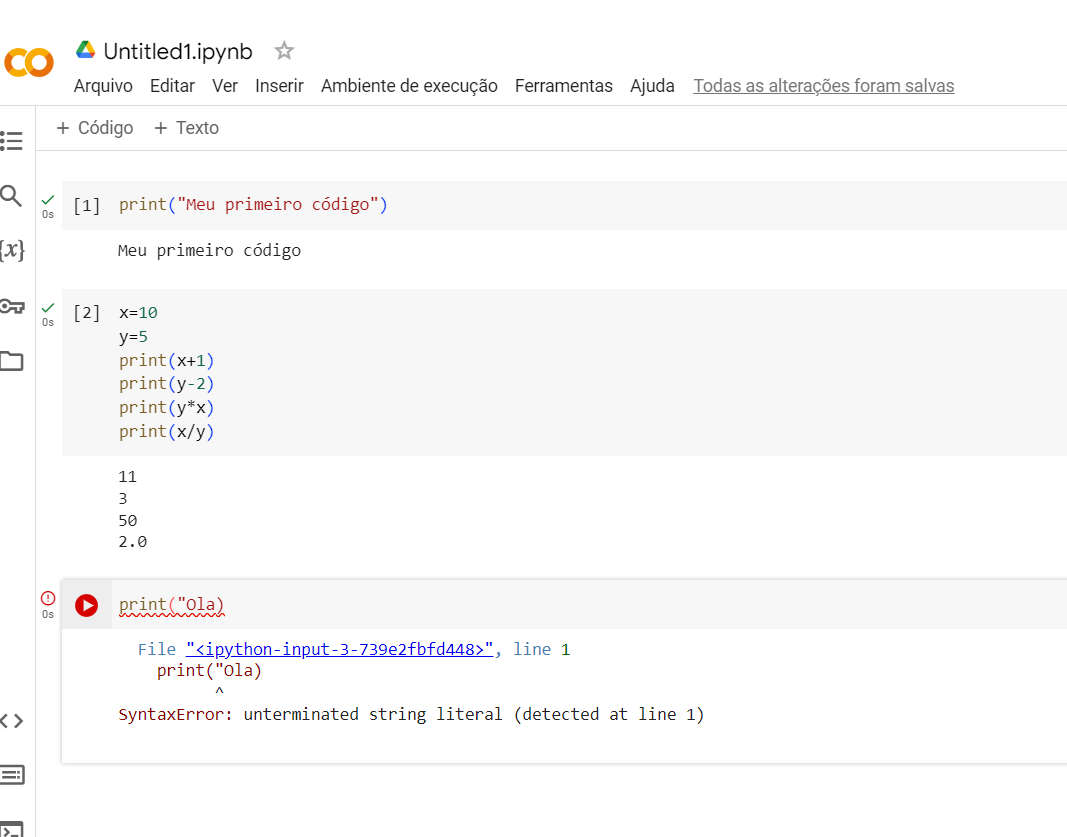 Untitled1.ipynb
Arquivo Editar Ver Inserir Ambiente de execução Ferramentas Ajuda Todas as alterações foram salvas
+ Código + Texto
{x}
0s [1] print("Meu primeiro código")
Meu primeiro código
0s [2] x=10
y=5
print(x+1)
print(y-2)
print(y*x)
print(x/y)
11
3
50
2.0
0s print("Ola)
File "<ipython-input-3-739e2fbfd448>", line 1
print("Ola)
^
SyntaxError: unterminated string literal (detected at line 1)